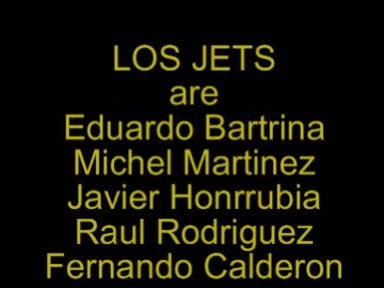 LOS JETS
are
Eduardo Bartrina
Michel Martinez
Javier Honrrubia
Raul Rodriguez
Fernando Calderon